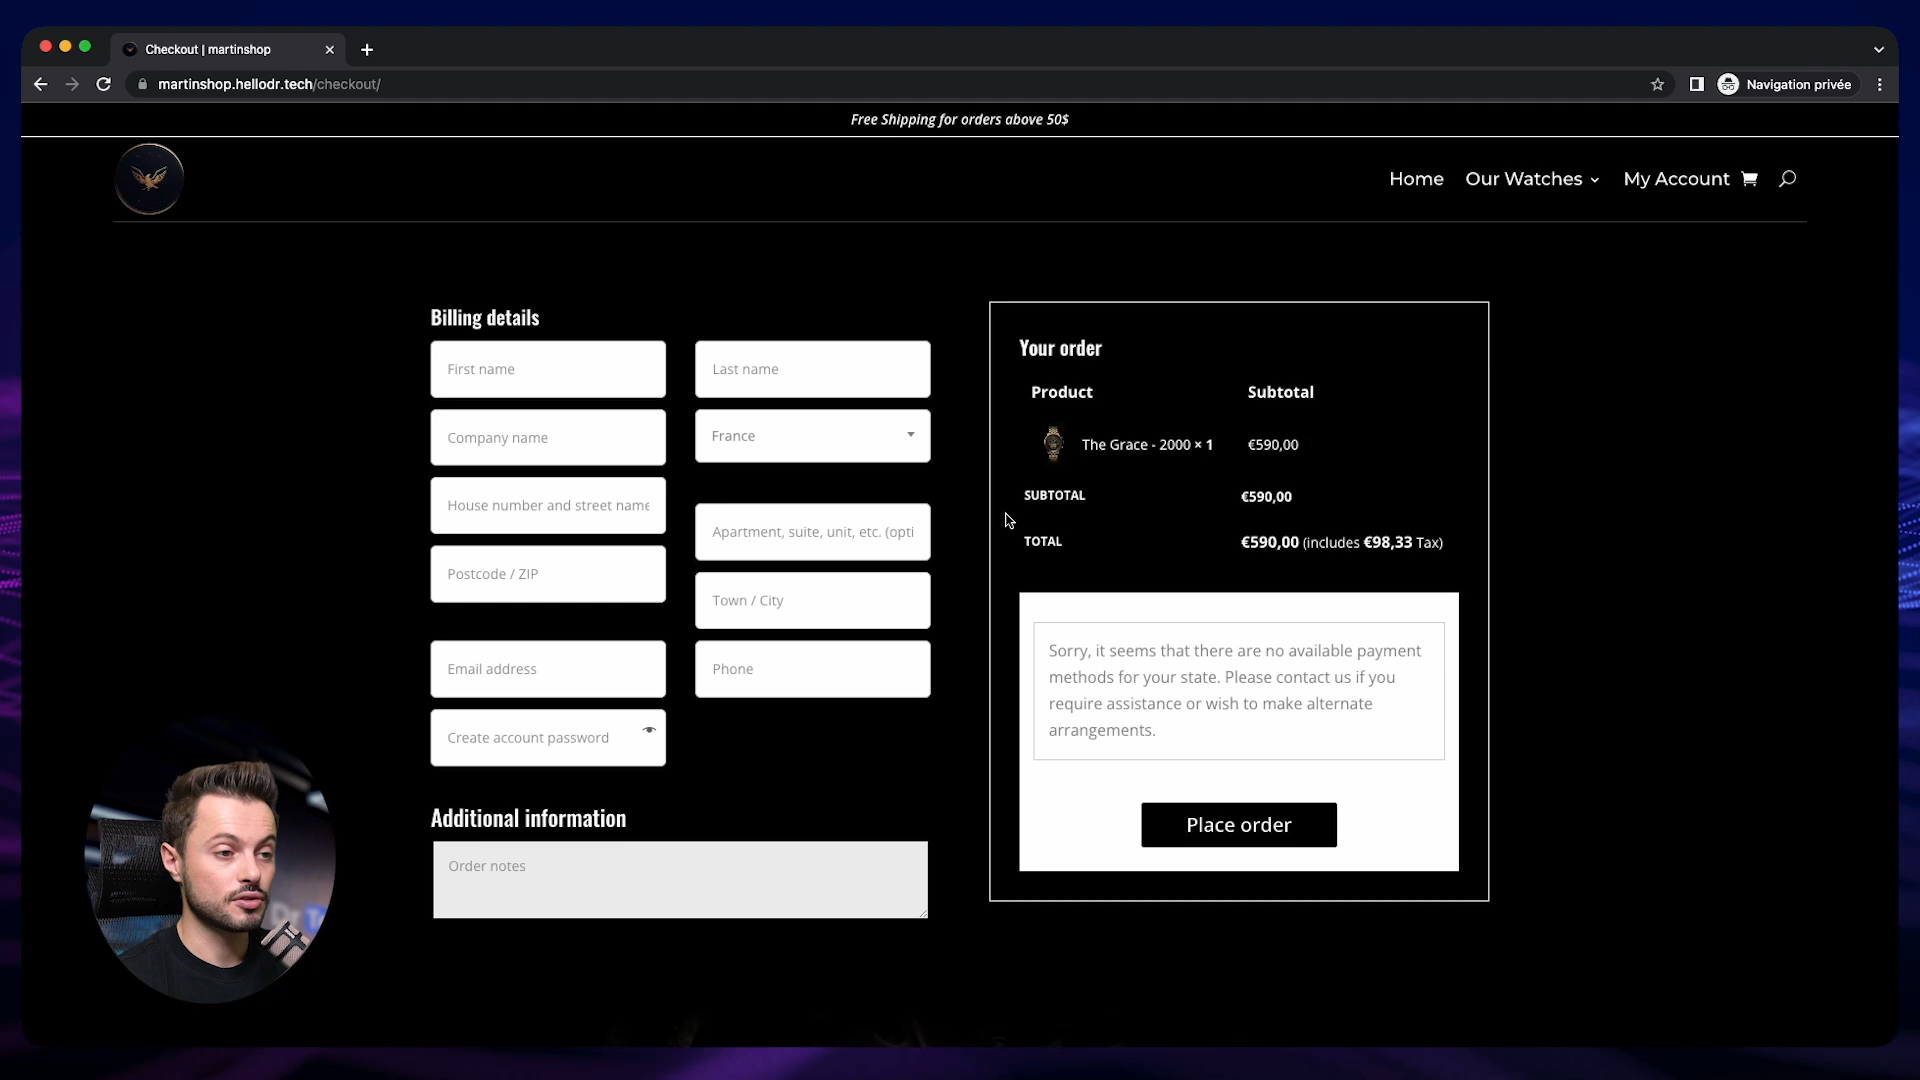 Checkout | martinshop
martinshop.hellodr.tech/checkout/
Navigation privée
Free Shipping for orders above 50$
Home
Our Watches
My Account
Billing details
First name
Last name
Company name
France
House number and street name
Apartment, suite, unit, etc. (opti
Postcode / ZIP
Town / City
Email address
Phone
Create account password
Additional information
Order notes
Your order
Product Subtotal
The Grace - 2000 × 1 €590,00
SUBTOTAL €590,00
TOTAL €590,00 (includes €98,33 Tax)
Sorry, it seems that there are no available payment
methods for your state. Please contact us if you
require assistance or wish to make alternate
arrangements.
Place order